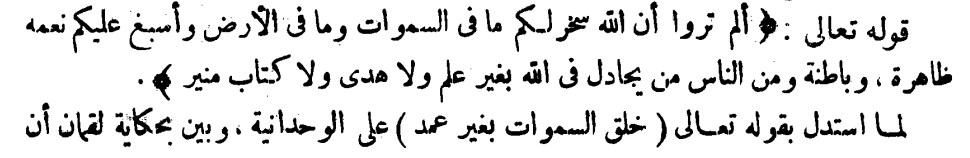 قوله تعالى : ﴿ ألم تروا أن الله سخر لكم ما فى السموات وما فى الأرض وأسبغ عليكم نعمه
ظاهرة ، وباطنة ومن الناس من يجادل فى الله بغير علم ولا هدى ولا كتاب منير ﴾ .
لما استدل بقوله تعالى ( خلق السموات بغير عمد ) على الوحدانية ، وبين بحكاية لقمان أن